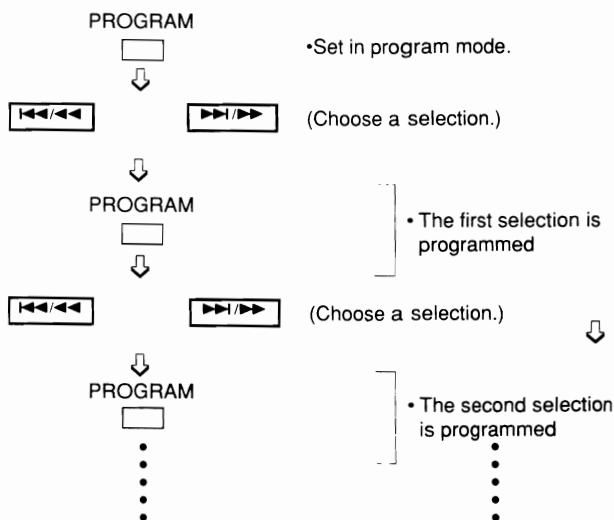 PROGRAM
•Set in program mode.
⏮◀◀/◀◀ ▶▶⏭/▶▶ (Choose a selection.)
PROGRAM
• The first selection is
programmed
⏮◀◀/◀◀ ▶▶⏭/▶▶ (Choose a selection.)
PROGRAM
• The second selection
is programmed